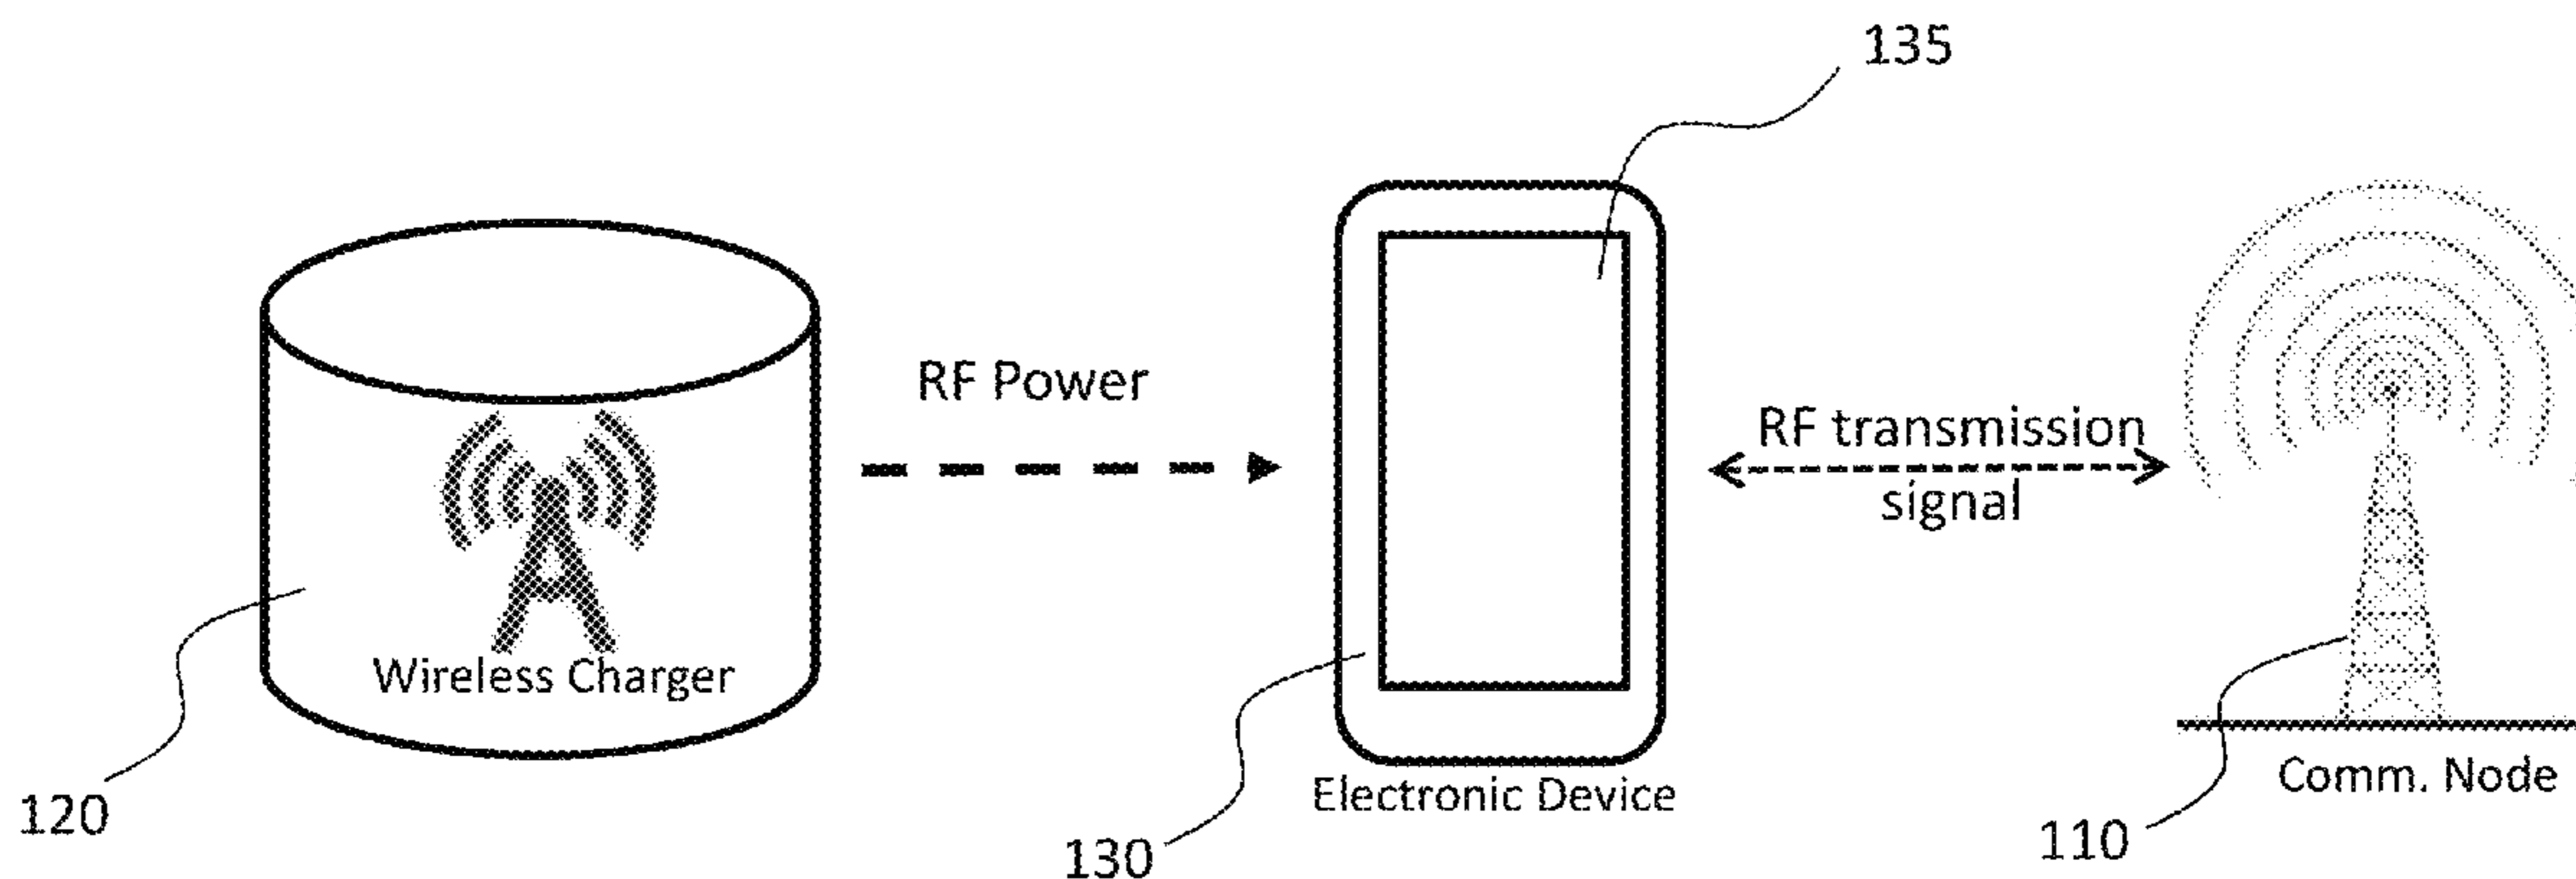 135
RF Power
RF transmission
signal
Wireless Charger
Electronic Device
Comm. Node
120
130
110